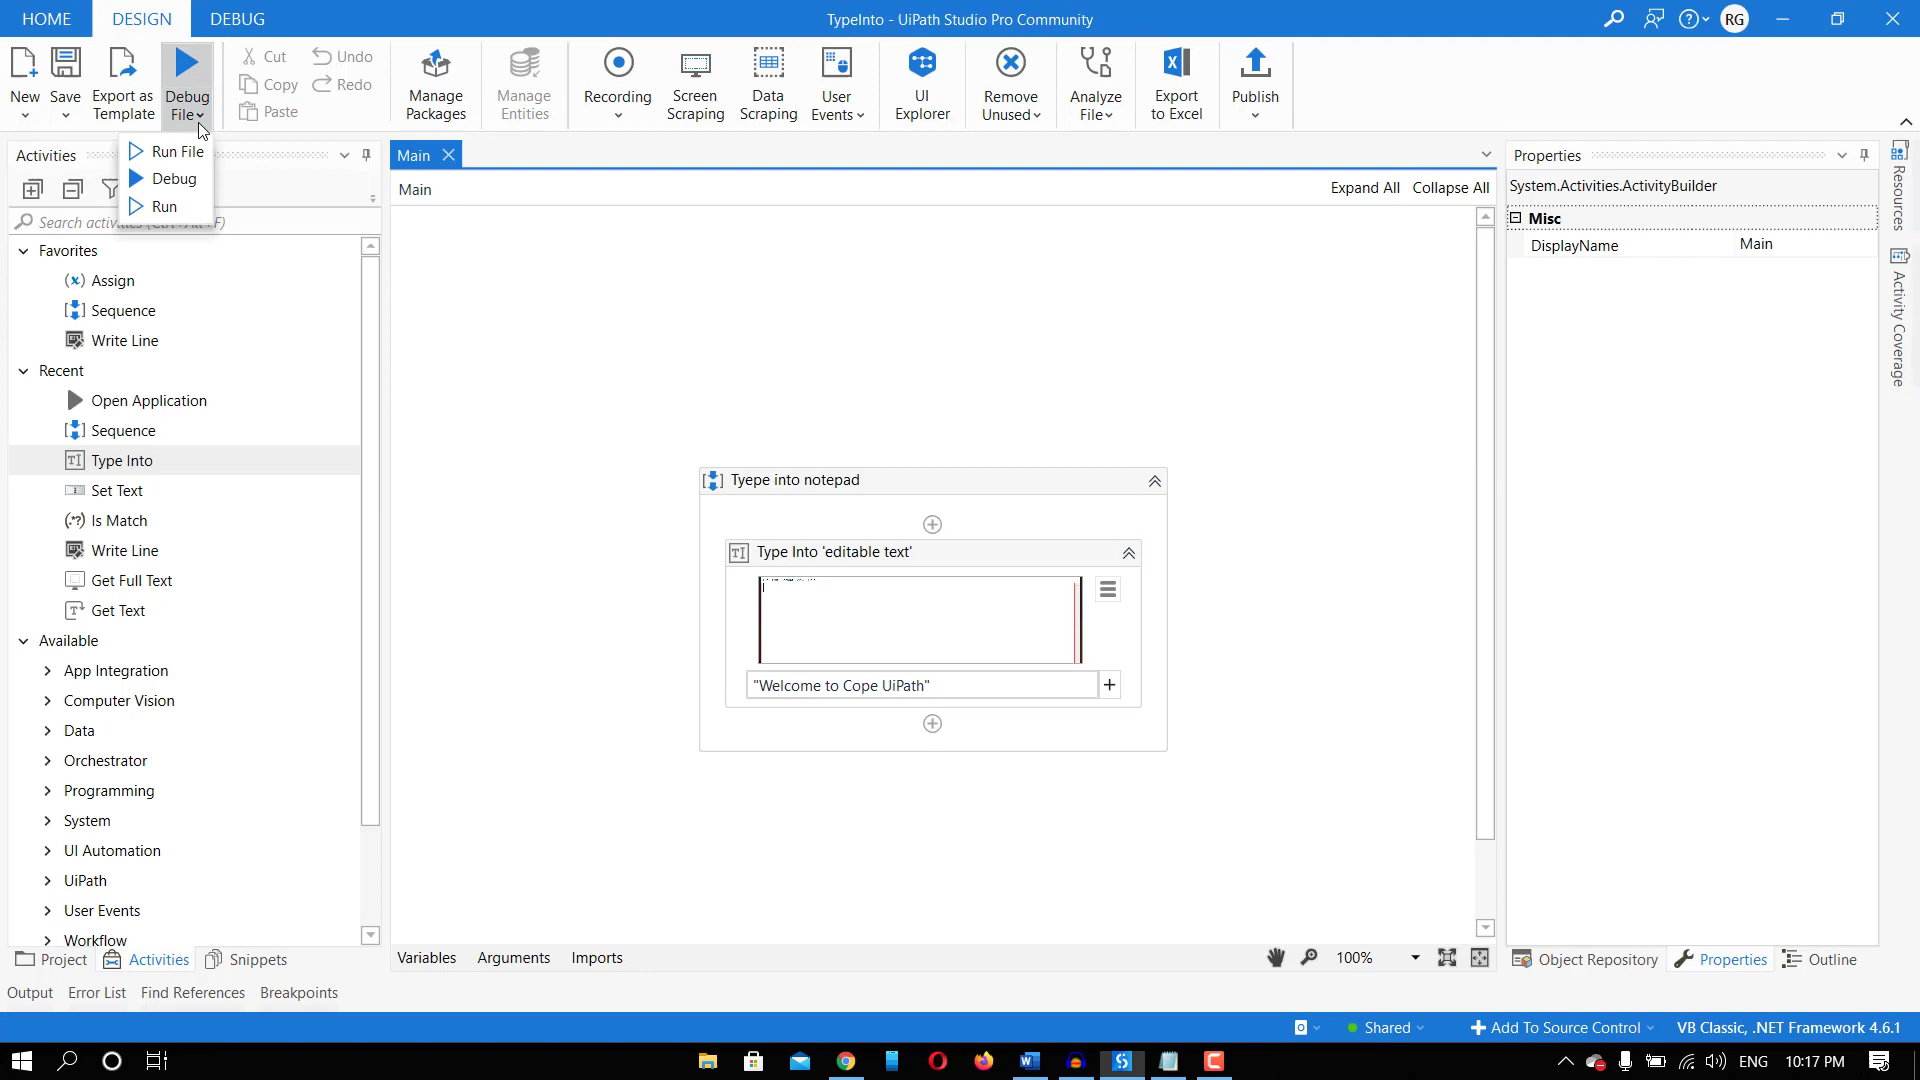 HOME DESIGN DEBUG TypeInto - UiPath Studio Pro Community RG
New Save Export as Template Debug File
Cut Undo
Copy Redo
Paste
Manage Packages Manage Entities Recording Screen Scraping Data Scraping User Events UI Explorer Remove Unused Analyze File Export to Excel Publish
Run File
Debug
Run
Activities
Search activities (Ctrl+Alt+F)
Favorites
Assign
Sequence
Write Line
Recent
Open Application
Sequence
Type Into
Set Text
Is Match
Write Line
Get Full Text
Get Text
Available
App Integration
Computer Vision
Data
Orchestrator
Programming
System
UI Automation
UiPath
User Events
Workflow
Project Activities Snippets
Main
Main Expand All Collapse All
Tyepe into notepad
Type Into 'editable text'
"Welcome to Cope UiPath"
Variables Arguments Imports 100%
Properties
System.Activities.ActivityBuilder
Misc
DisplayName Main
Object Repository Properties Outline
Resources
Activity Coverage
Output Error List Find References Breakpoints
Shared Add To Source Control VB Classic, .NET Framework 4.6.1
ENG 10:17 PM